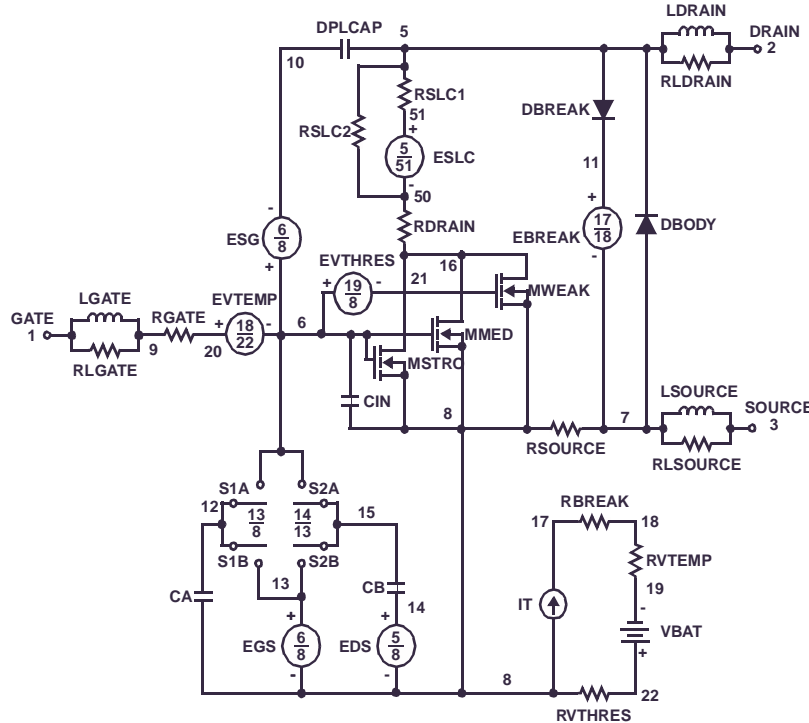 LDRAIN
DPLCAP 5 DRAIN
10 2
RSLC1 RLDRAIN
DBREAK
RSLC2 51
+
5
51 ESLC
11
-
50
-
+
ESG 6
8
RDRAIN
17
18
EBREAK DBODY
+
EVTHRES 16
-
+ 19
8 - 21
MWEAK
LGATE EVTEMP
GATE RGATE + 18
22 - 6
MMED
1
9 20
MSTRO
RLGATE
LSOURCE
CIN
8 7 SOURCE
3
RSOURCE
RLSOURCE
S1A S2A
12 13
8 14
13 15
17 RBREAK 18
S1B S2B
RVTEMP
13
CB 19
CA
14 IT -
+ +
VBAT
EGS 6
8 EDS 5
8
+
- - 8
22
RVTHRES